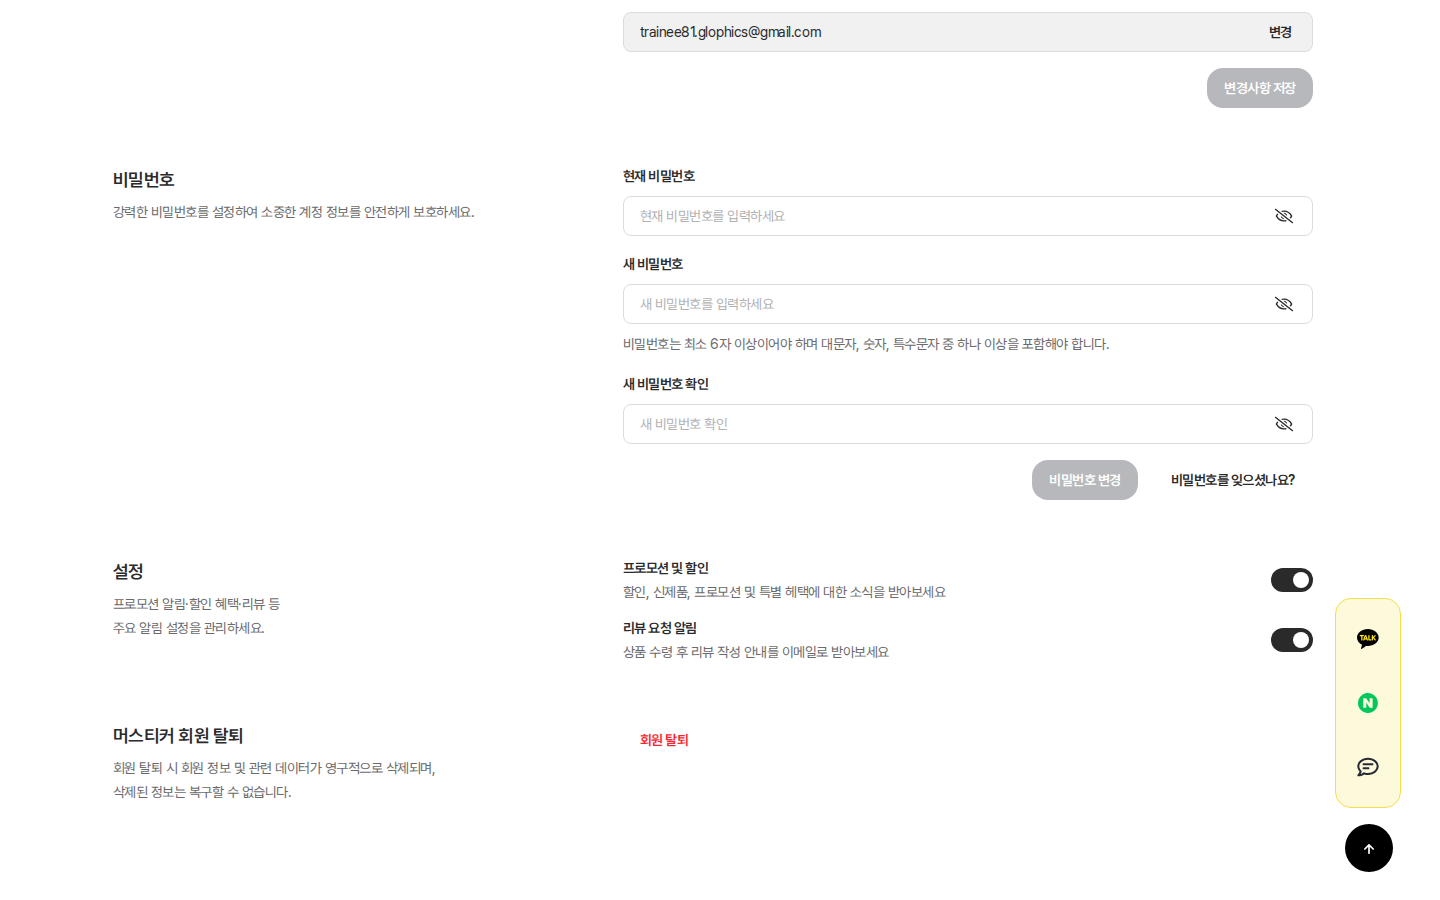 trainee81.glophics@gmail.com
변경
변경사항 저장
비밀번호
강력한 비밀번호를 설정하여 소중한 계정 정보를 안전하게 보호하세요.
현재 비밀번호
현재 비밀번호를 입력하세요
새 비밀번호
새 비밀번호를 입력하세요
비밀번호는 최소 6자 이상이어야 하며 대문자, 숫자, 특수문자 중 하나 이상을 포함해야 합니다.
새 비밀번호 확인
새 비밀번호 확인
비밀번호 변경
비밀번호를 잊으셨나요?
설정
프로모션 알림·할인 혜택·리뷰 등
주요 알림 설정을 관리하세요.
프로모션 및 할인
할인, 신제품, 프로모션 및 특별 헤택에 대한 소식을 받아보세요
리뷰 요청 알림
상품 수령 후 리뷰 작성 안내를 이메일로 받아보세요
TALK
N
머스티커 회원 탈퇴
회원 탈퇴 시 회원 정보 및 관련 데이터가 영구적으로 삭제되며,
삭제된 정보는 복구할 수 없습니다.
회원 탈퇴